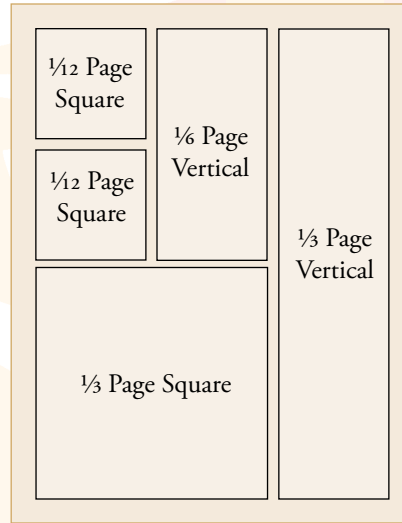 ¹⁄₁₂ Page
Square
¹⁄₁₂ Page
Square
⅙ Page
Vertical
⅓ Page
Vertical
⅓ Page Square